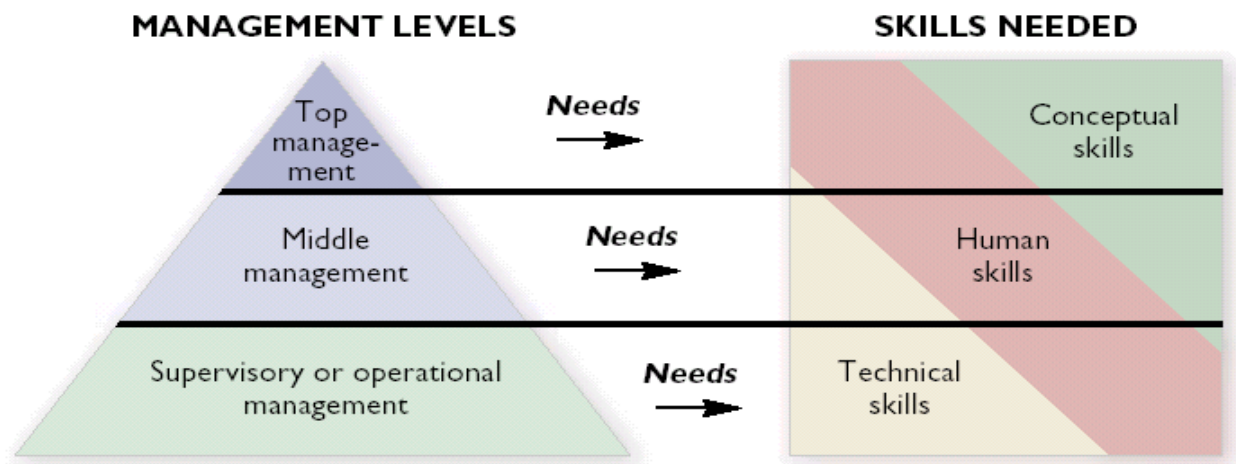 MANAGEMENT LEVELS
SKILLS NEEDED
Top
manage-
ment
Needs
Conceptual
skills
Middle
management
Needs
Human
skills
Supervisory or operational
management
Needs
Technical
skills